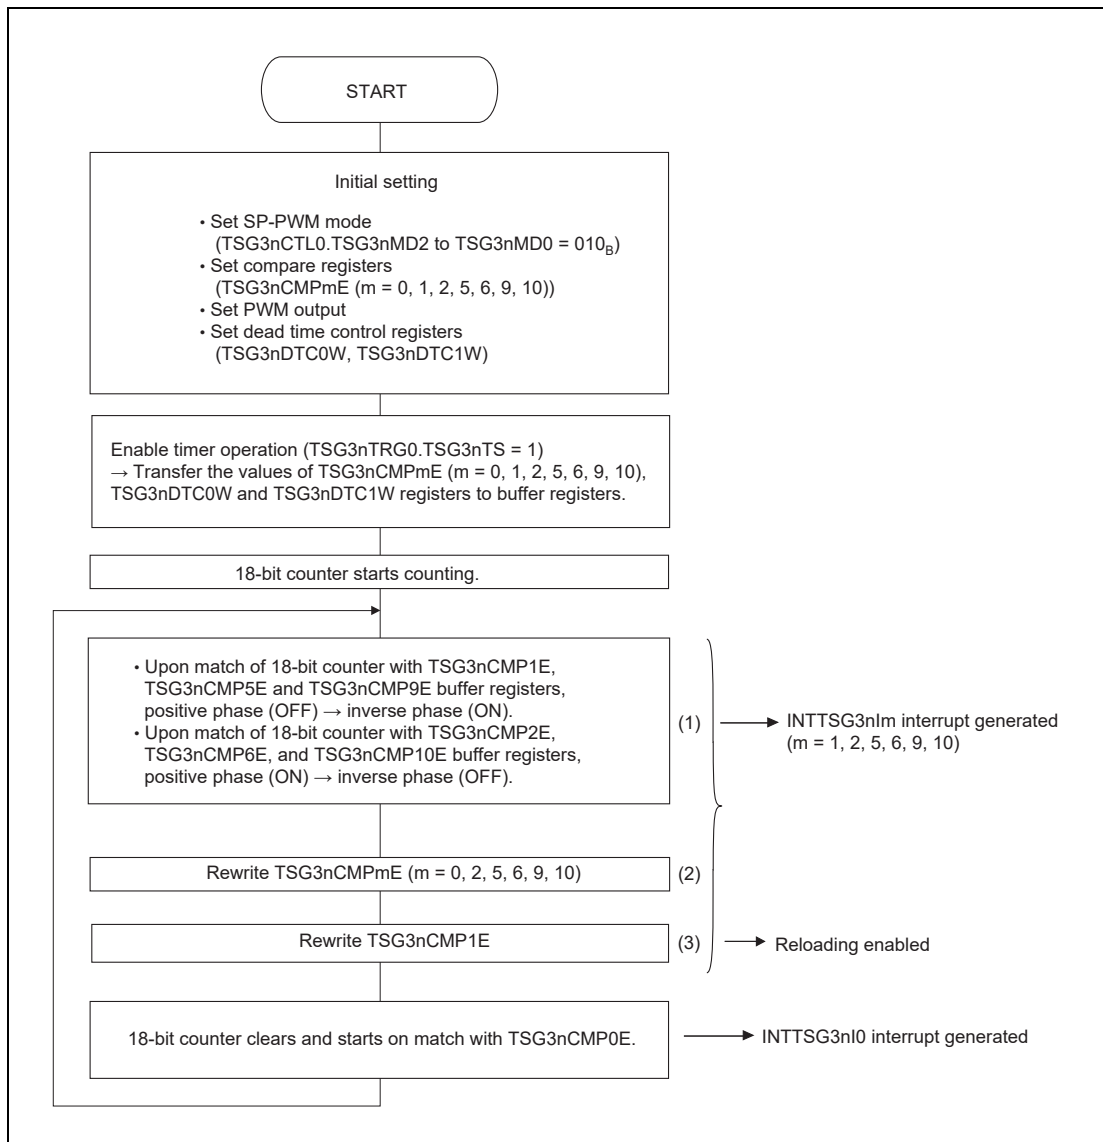 START
Initial setting
• Set SP-PWM mode
(TSG3nCTL0.TSG3nMD2 to TSG3nMD0 = 010B)
• Set compare registers
(TSG3nCMPmE (m = 0, 1, 2, 5, 6, 9, 10))
• Set PWM output
• Set dead time control registers
(TSG3nDTC0W, TSG3nDTC1W)
Enable timer operation (TSG3nTRG0.TSG3nTS = 1)
→ Transfer the values of TSG3nCMPmE (m = 0, 1, 2, 5, 6, 9, 10),
TSG3nDTC0W and TSG3nDTC1W registers to buffer registers.
18-bit counter starts counting.
• Upon match of 18-bit counter with TSG3nCMP1E,
TSG3nCMP5E and TSG3nCMP9E buffer registers,
positive phase (OFF) → inverse phase (ON).
• Upon match of 18-bit counter with TSG3nCMP2E,
TSG3nCMP6E, and TSG3nCMP10E buffer registers,
positive phase (ON) → inverse phase (OFF).
(1)
INTTSG3nIm interrupt generated
(m = 1, 2, 5, 6, 9, 10)
Rewrite TSG3nCMPmE (m = 0, 2, 5, 6, 9, 10)
(2)
Rewrite TSG3nCMP1E
(3)
Reloading enabled
18-bit counter clears and starts on match with TSG3nCMP0E.
INTTSG3nI0 interrupt generated